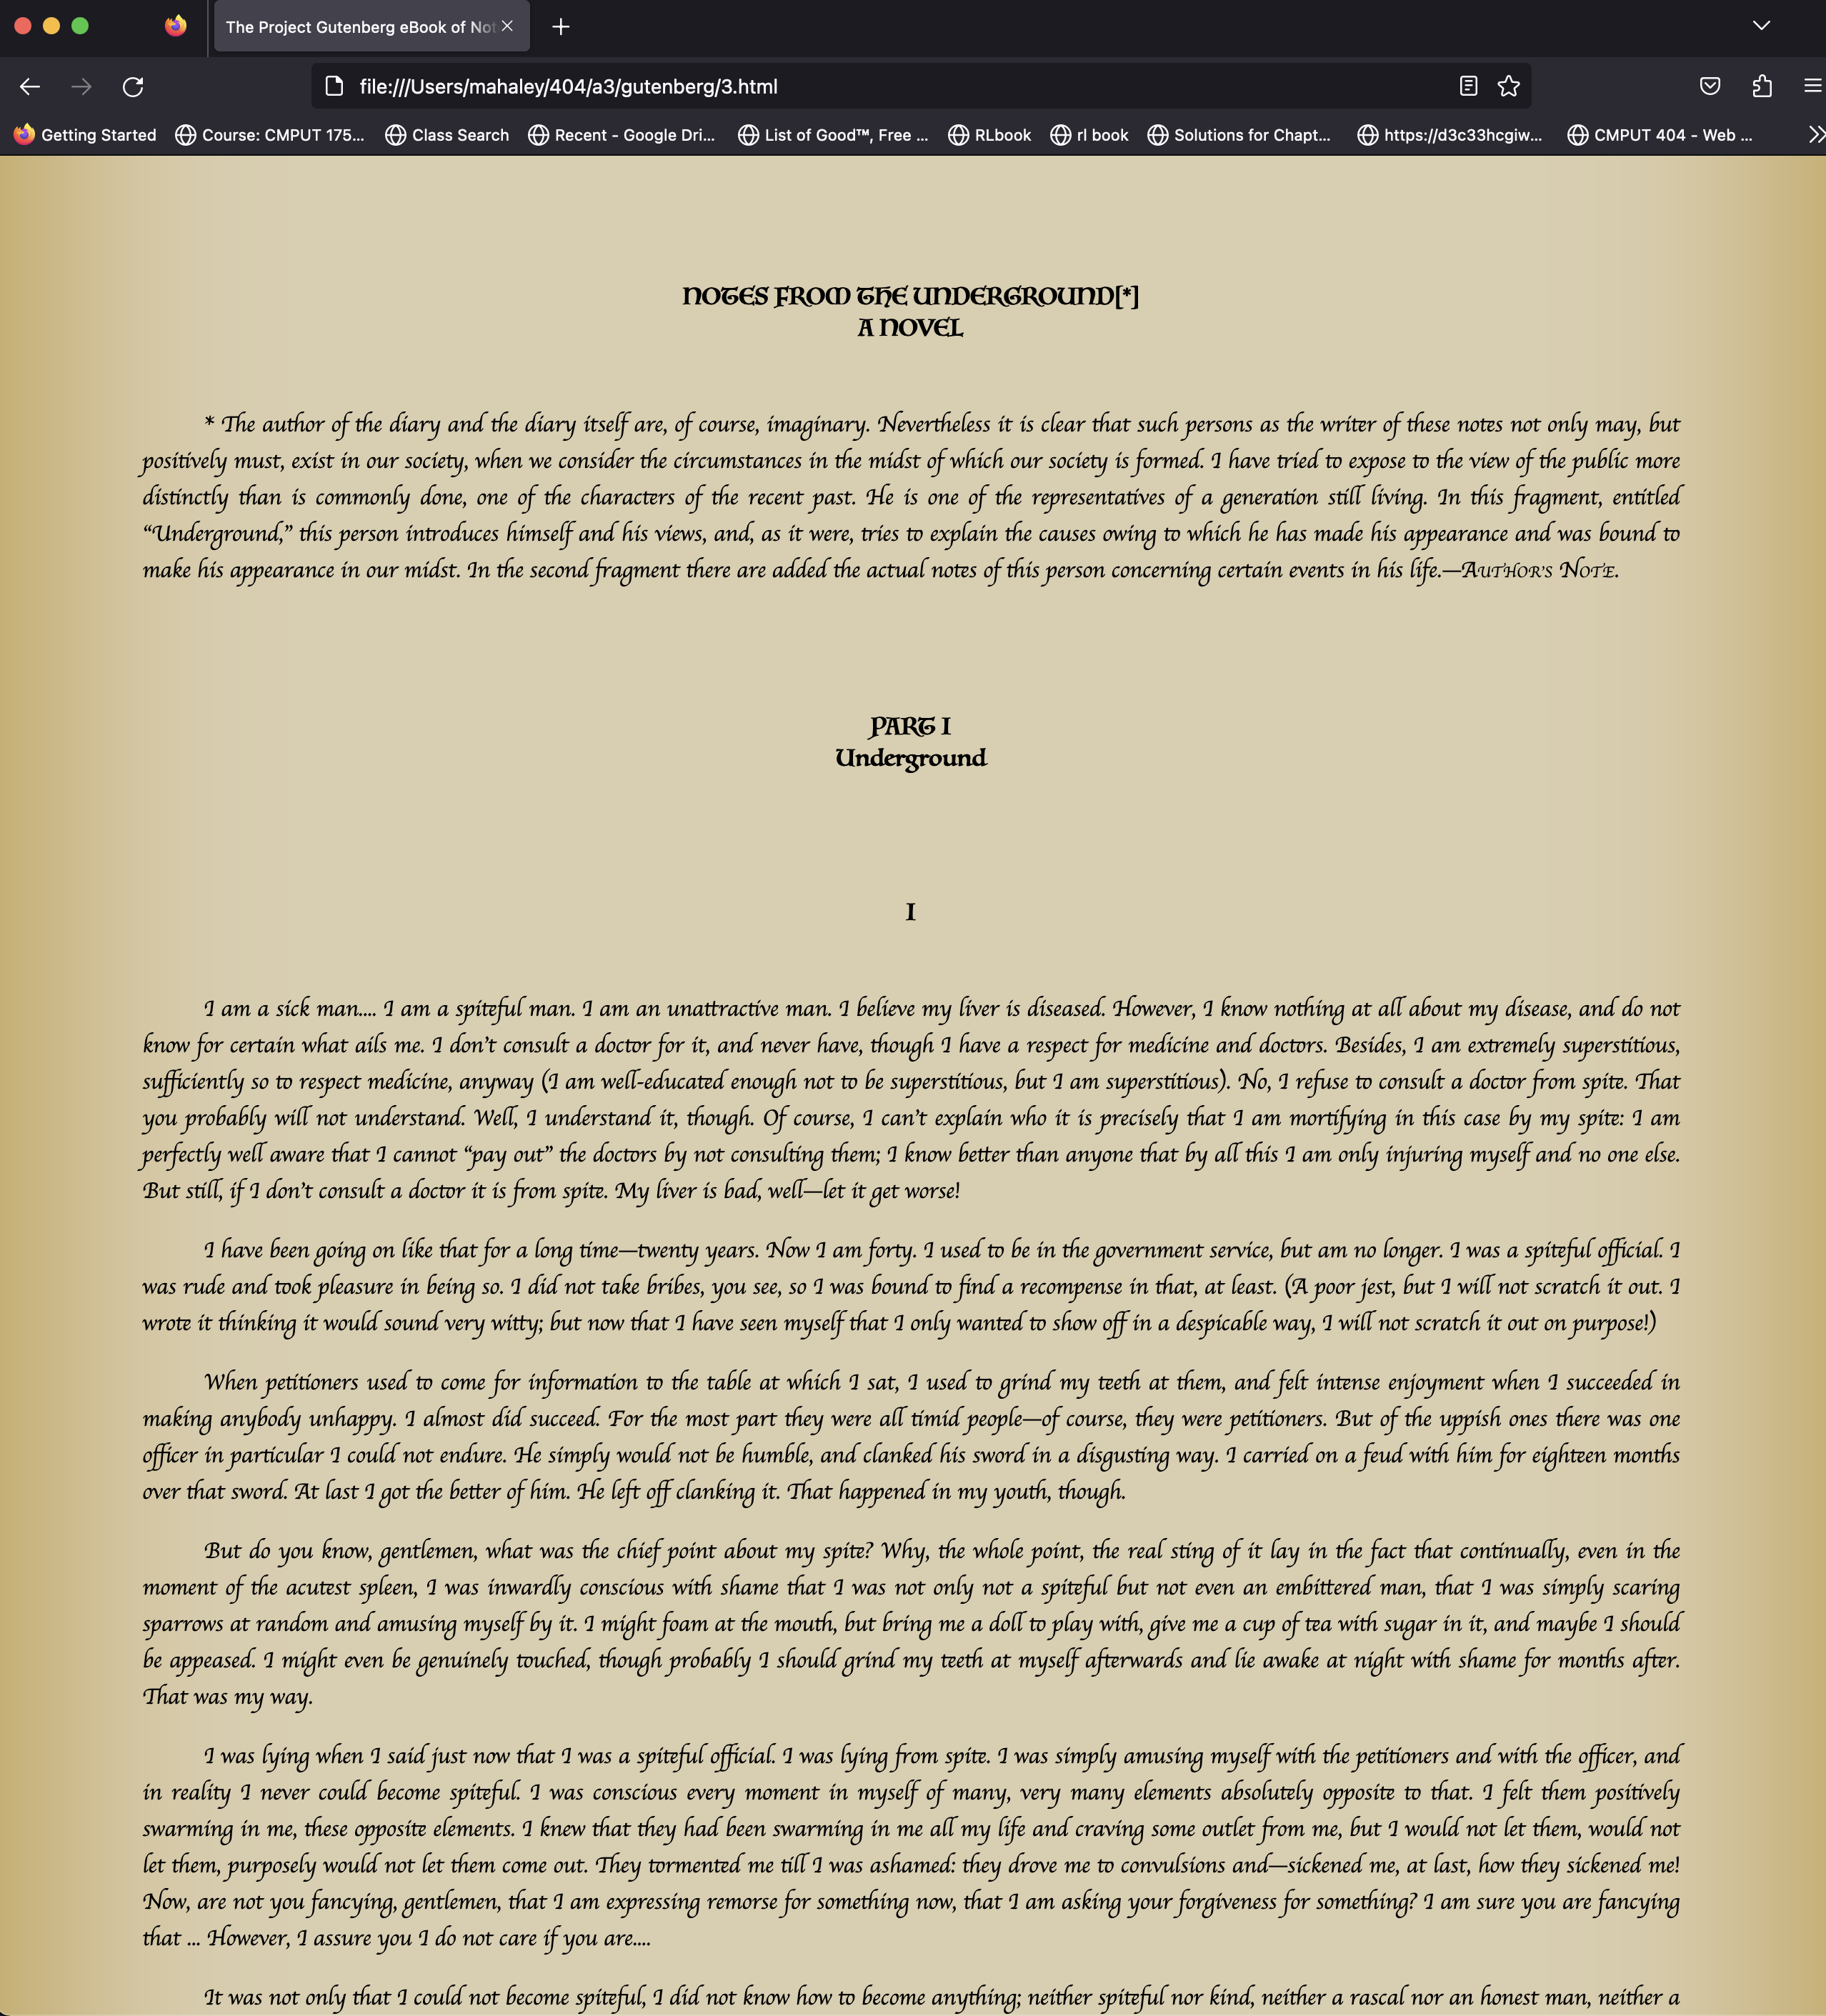 The Project Gutenberg eBook of Not
file:///Users/mahaley/404/a3/gutenberg/3.html
Getting Started Course: CMPUT 175... Class Search Recent - Google Dri... List of Good™, Free ... RLbook rl book Solutions for Chapt... https://d3c33hcgiw... CMPUT 404 - Web ...
NOTES FROM THE UNDERGROUND[*]
A NOVEL
* The author of the diary and the diary itself are, of course, imaginary. Nevertheless it is clear that such persons as the writer of these notes not only may, but
positively must, exist in our society, when we consider the circumstances in the midst of which our society is formed. I have tried to expose to the view of the public more
distinctly than is commonly done, one of the characters of the recent past. He is one of the representatives of a generation still living. In this fragment, entitled
“Underground,” this person introduces himself and his views, and, as it were, tries to explain the causes owing to which he has made his appearance and was bound to
make his appearance in our midst. In the second fragment there are added the actual notes of this person concerning certain events in his life.—AUTHOR’S NOTE.
PART I
Underground
I
I am a sick man.... I am a spiteful man. I am an unattractive man. I believe my liver is diseased. However, I know nothing at all about my disease, and do not
know for certain what ails me. I don’t consult a doctor for it, and never have, though I have a respect for medicine and doctors. Besides, I am extremely superstitious,
sufficiently so to respect medicine, anyway (I am well-educated enough not to be superstitious, but I am superstitious). No, I refuse to consult a doctor from spite. That
you probably will not understand. Well, I understand it, though. Of course, I can’t explain who it is precisely that I am mortifying in this case by my spite: I am
perfectly well aware that I cannot “pay out” the doctors by not consulting them; I know better than anyone that by all this I am only injuring myself and no one else.
But still, if I don’t consult a doctor it is from spite. My liver is bad, well—let it get worse!
I have been going on like that for a long time—twenty years. Now I am forty. I used to be in the government service, but am no longer. I was a spiteful official. I
was rude and took pleasure in being so. I did not take bribes, you see, so I was bound to find a recompense in that, at least. (A poor jest, but I will not scratch it out. I
wrote it thinking it would sound very witty; but now that I have seen myself that I only wanted to show off in a despicable way, I will not scratch it out on purpose!)
When petitioners used to come for information to the table at which I sat, I used to grind my teeth at them, and felt intense enjoyment when I succeeded in
making anybody unhappy. I almost did succeed. For the most part they were all timid people—of course, they were petitioners. But of the uppish ones there was one
officer in particular I could not endure. He simply would not be humble, and clanked his sword in a disgusting way. I carried on a feud with him for eighteen months
over that sword. At last I got the better of him. He left off clanking it. That happened in my youth, though.
But do you know, gentlemen, what was the chief point about my spite? Why, the whole point, the real sting of it lay in the fact that continually, even in the
moment of the acutest spleen, I was inwardly conscious with shame that I was not only not a spiteful but not even an embittered man, that I was simply scaring
sparrows at random and amusing myself by it. I might foam at the mouth, but bring me a doll to play with, give me a cup of tea with sugar in it, and maybe I should
be appeased. I might even be genuinely touched, though probably I should grind my teeth at myself afterwards and lie awake at night with shame for months after.
That was my way.
I was lying when I said just now that I was a spiteful official. I was lying from spite. I was simply amusing myself with the petitioners and with the officer, and
in reality I never could become spiteful. I was conscious every moment in myself of many, very many elements absolutely opposite to that. I felt them positively
swarming in me, these opposite elements. I knew that they had been swarming in me all my life and craving some outlet from me, but I would not let them, would not
let them, purposely would not let them come out. They tormented me till I was ashamed: they drove me to convulsions and—sickened me, at last, how they sickened me!
Now, are not you fancying, gentlemen, that I am expressing remorse for something now, that I am asking your forgiveness for something? I am sure you are fancying
that ... However, I assure you I do not care if you are....
It was not only that I could not become spiteful, I did not know how to become anything; neither spiteful nor kind, neither a rascal nor an honest man, neither a